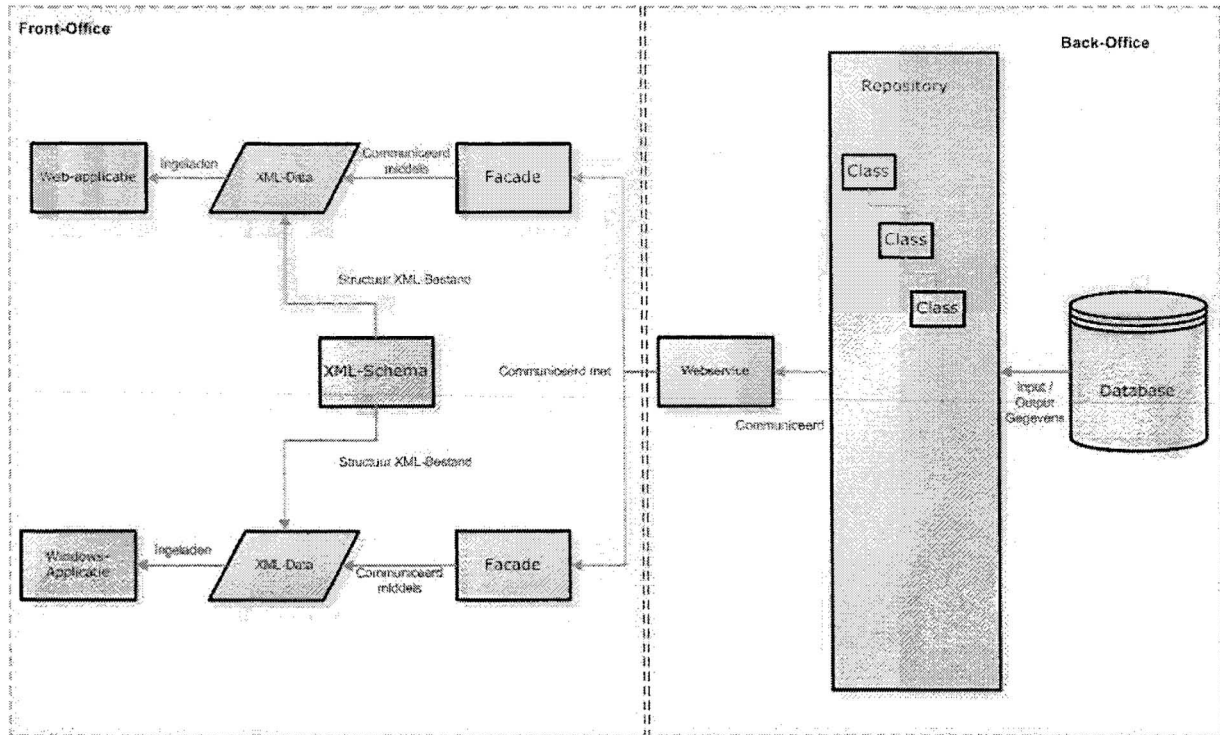 Front-Office
Back-Office
Repository
Ingeladen
Communiceerd
middels
Web-applicatie
XML-Data
Facade
Class
Class
Class
Structuur XML-Bestand
XML-Schema
Communiceerd met
Webservice
Communiceerd
Input /
Output
Gegevens
Database
Structuur XML-Bestand
Windows-
Applicatie
Ingeladen
XML-Data
Communiceerd
middels
Facade